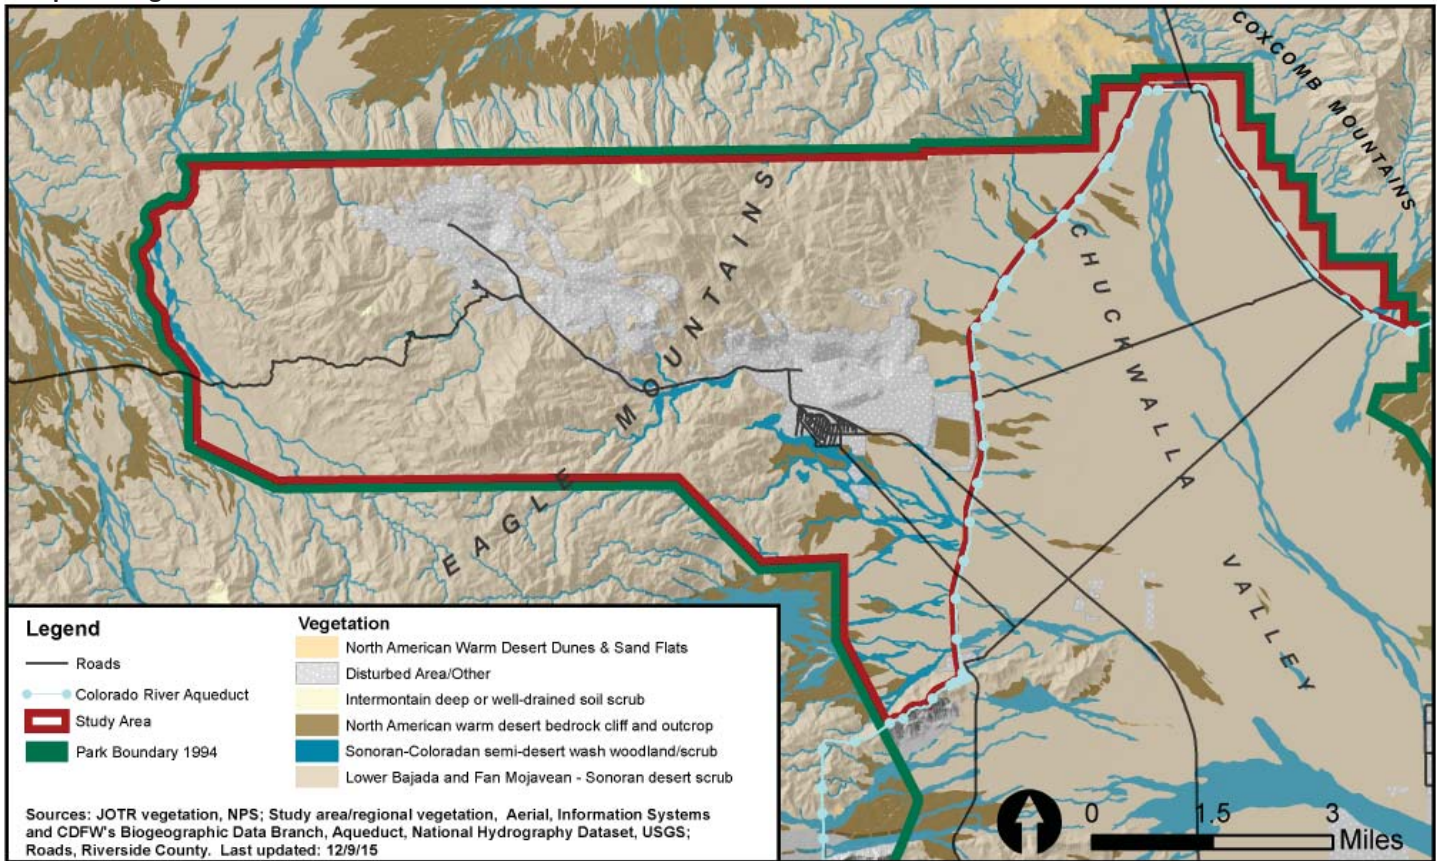 COXCOMB MOUNTAINS
CHUCKWALLA
VALLEY
EAGLE MOUNTAINS
Legend
Roads
Colorado River Aqueduct
Study Area
Park Boundary 1994
Vegetation
North American Warm Desert Dunes & Sand Flats
Disturbed Area/Other
Intermontain deep or well-drained soil scrub
North American warm desert bedrock cliff and outcrop
Sonoran-Coloradan semi-desert wash woodland/scrub
Lower Bajada and Fan Mojavean - Sonoran desert scrub
Sources: JOTR vegetation, NPS; Study area/regional vegetation, Aerial, Information Systems
and CDFW's Biogeographic Data Branch, Aqueduct, National Hydrography Dataset, USGS;
Roads, Riverside County. Last updated: 12/9/15
0 1.5 3
Miles